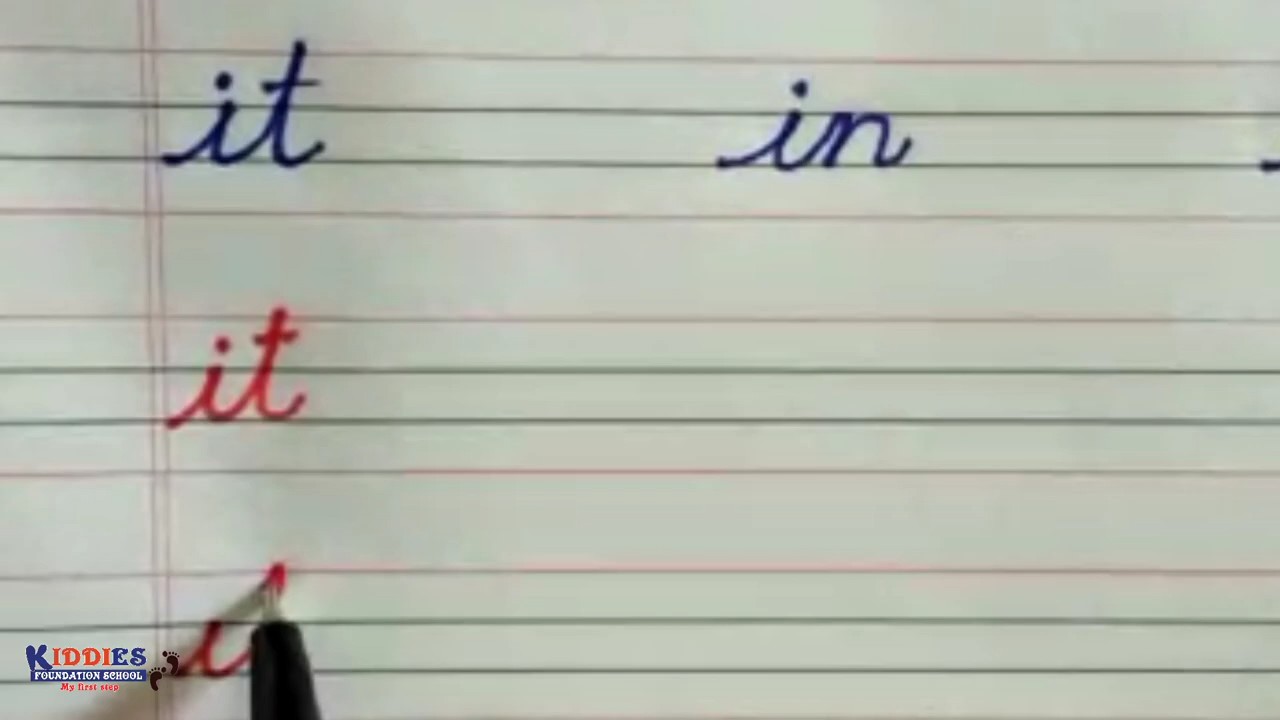 it in
it
i
KIDDIES
FOUNDATION SCHOOL
My first step